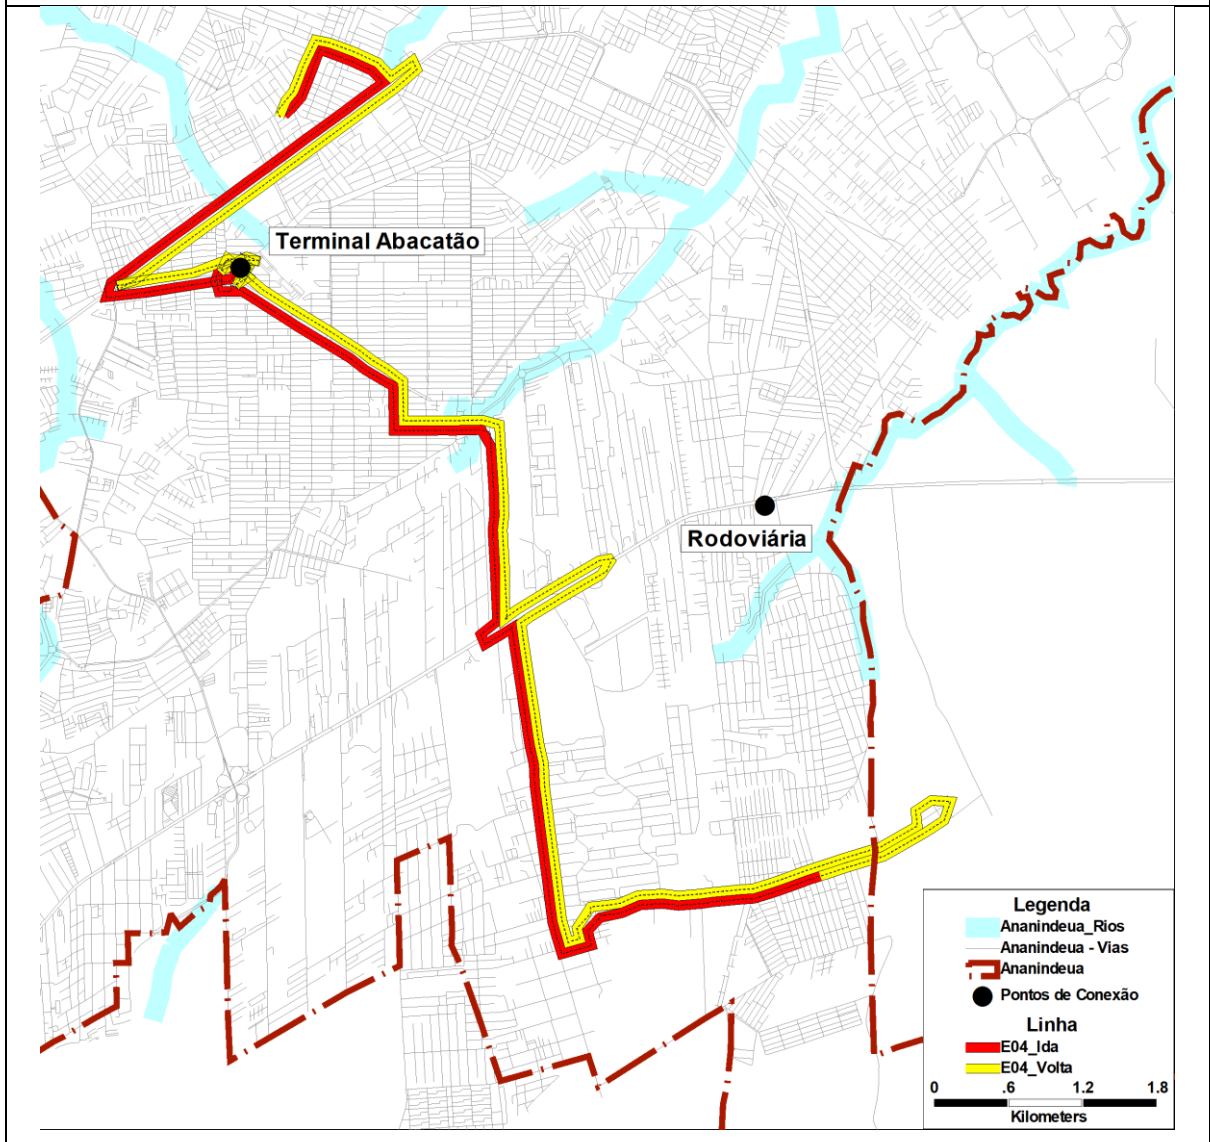 Terminal Abacatão
Rodoviária
Legenda
Ananindeua_Rios
Ananindeua - Vias
Ananindeua
Pontos de Conexão
Linha
E04_Ida
E04_Volta
0 .6 1.2 1.8
Kilometers